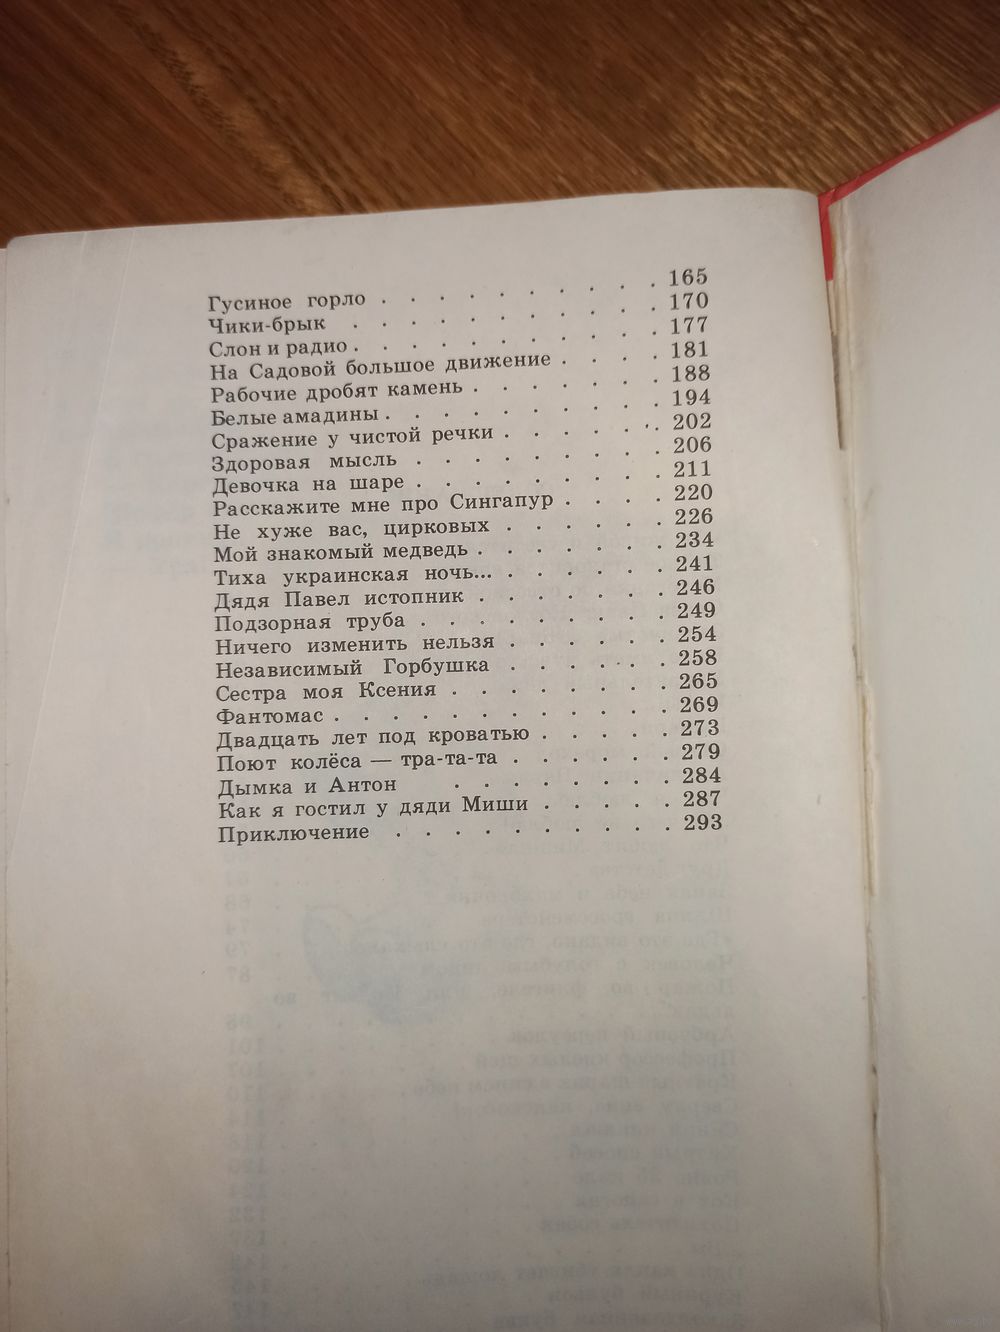 Гусиное горло . . . . . . . . . . 165
Чики-брык . . . . . . . . . . . 170
Слон и радио . . . . . . . . . . 177
На Садовой большое движение . . . . 181
Рабочие дробят камень . . . . . . . 188
Белые амадины . . . . . . . . . . 194
Сражение у чистой речки . . . . . . 202
Здоровая мысль . . . . . . . . . 206
Девочка на шаре . . . . . . . . . 211
Расскажите мне про Сингапур . . . . 220
Не хуже вас, цирковых . . . . . . 226
Мой знакомый медведь . . . . . . . 234
Тиха украинская ночь... . . . . . . 241
Дядя Павел истопник . . . . . . . 246
Подзорная труба . . . . . . . . . 249
Ничего изменить нельзя . . . . . . 254
Независимый Горбушка . . . . . . 258
Сестра моя Ксения . . . . . . . . 265
Фантомас . . . . . . . . . . . . 269
Двадцать лет под кроватью . . . . . 273
Поют колёса — тра-та-та . . . . . . 279
Дымка и Антон . . . . . . . . 284
Как я гостил у дяди Миши . . . . . 287
Приключение . . . . . . . . . . 293